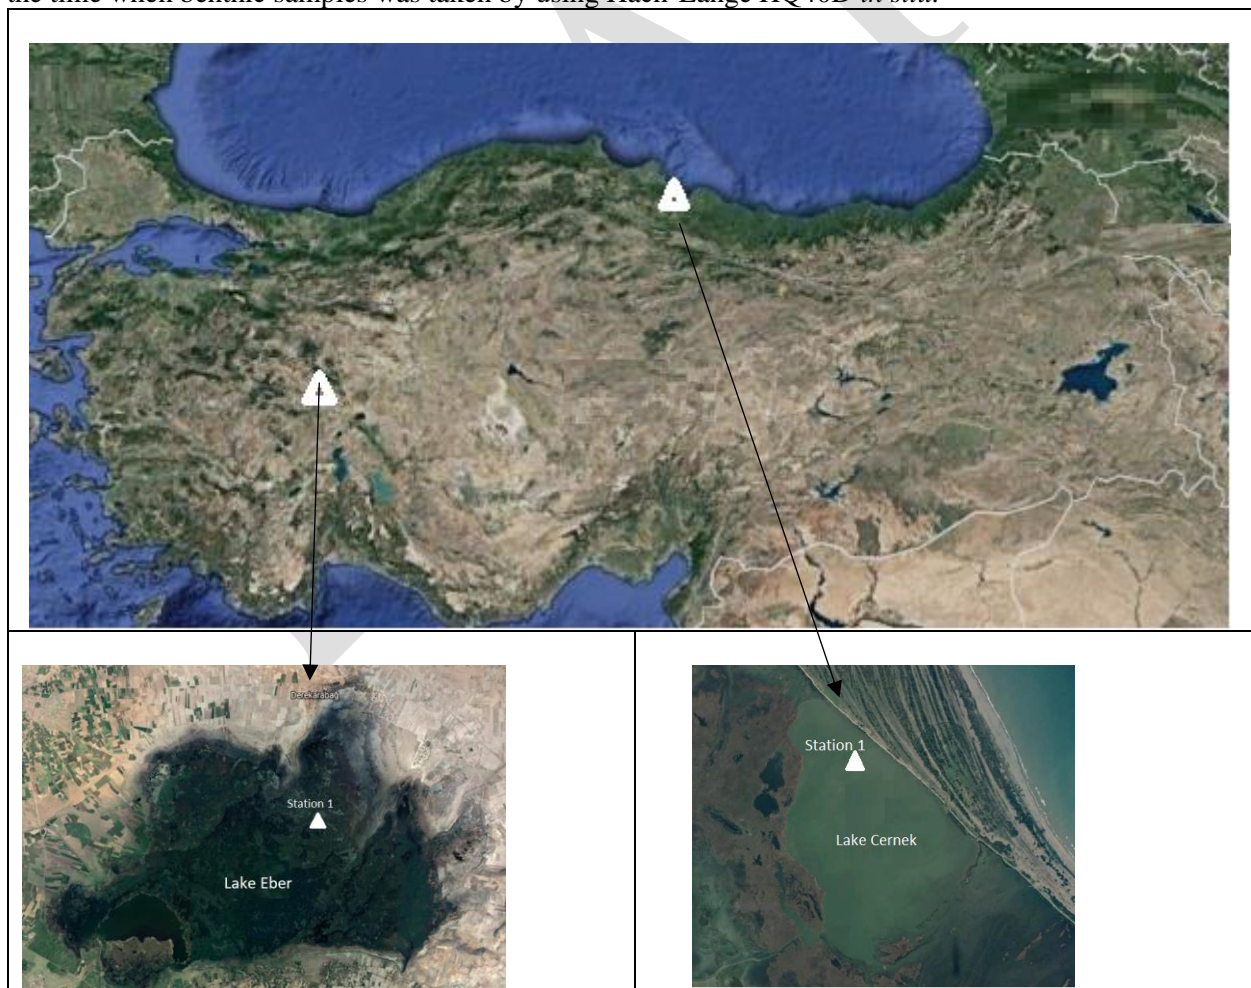 the time when benthic samples was taken by using Hach-Lange HQ40D in situ.
Derekarabağ
Station 1
Lake Eber
Station 1
Lake Cernek